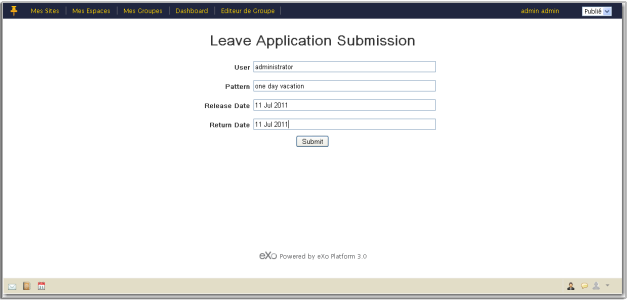 Mes Sites Mes Espaces Mes Groupes Dashboard Editeur de Groupe admin admin Publié
Leave Application Submission
User administrator
Pattern one day vacation
Release Date 11 Jul 2011
Return Date 11 Jul 2011
Submit
eXo Powered by eXo Platform 3.0